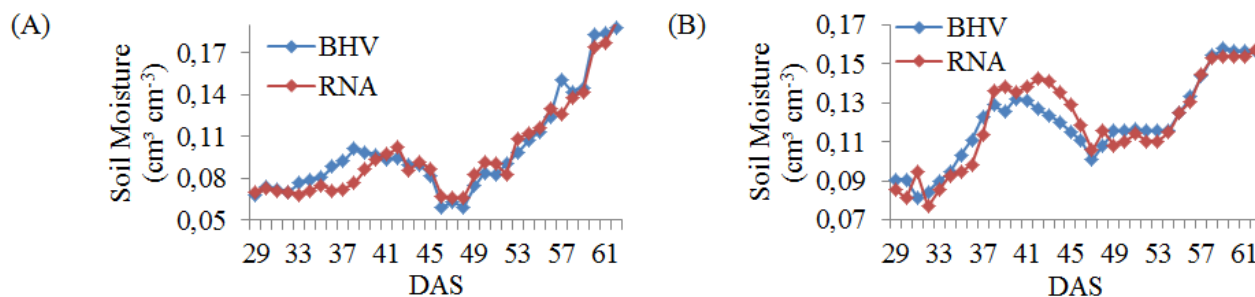 (A)
Soil Moisture
(cm³ cm-³)
0,17
0,14
0,11
0,08
0,05
BHV
RNA
29 33 37 41 45 49 53 57 61
DAS
(B)
Soil Moisture
(cm³ cm-³)
0,17
0,15
0,13
0,11
0,09
0,07
BHV
RNA
29 33 37 41 45 49 53 57 61
DAS